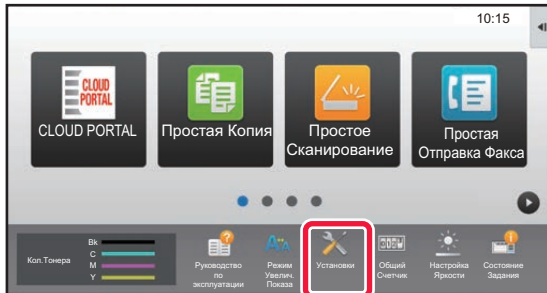 10:15
CLOUD
PORTAL
CLOUD PORTAL
Простая Копия
Простое
Сканирование
Простая
Отправка Факса
Кол.Тонера
Bk
C
M
Y
Руководство
по
эксплуатации
Режим
Увелич.
Показа
Установки
Общий
Счетчик
Настройка
Яркости
Состояние
Задания